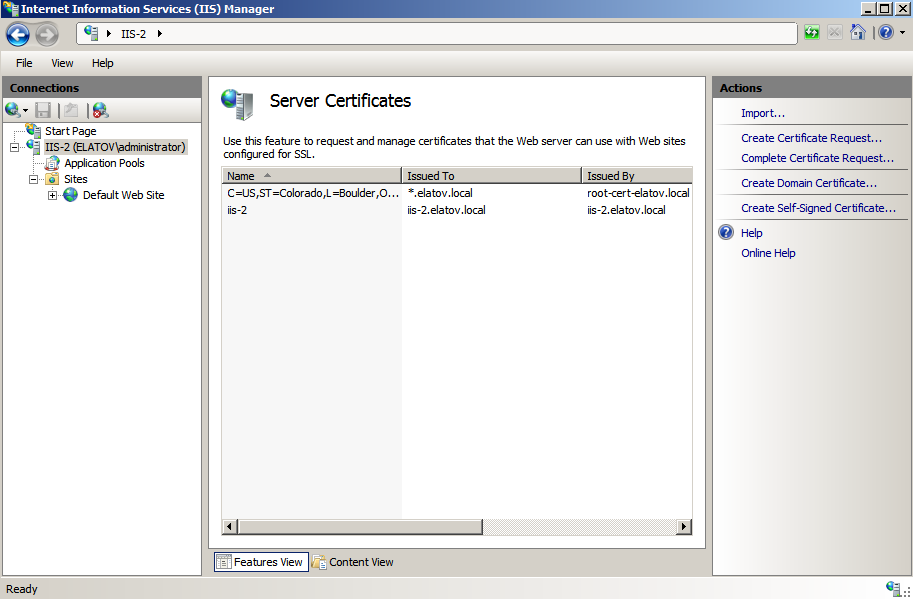 Internet Information Services (IIS) Manager
IIS-2
File View Help
Connections
Start Page
IIS-2 (ELATOV\administrator)
Application Pools
Sites
Default Web Site
Server Certificates
Use this feature to request and manage certificates that the Web server can use with Web sites
configured for SSL.
Name Issued To Issued By
C=US,ST=Colorado,L=Boulder,O... *.elatov.local root-cert-elatov.local
iis-2 iis-2.elatov.local iis-2.elatov.local
Features View Content View
Actions
Import...
Create Certificate Request...
Complete Certificate Request...
Create Domain Certificate...
Create Self-Signed Certificate...
Help
Online Help
Ready